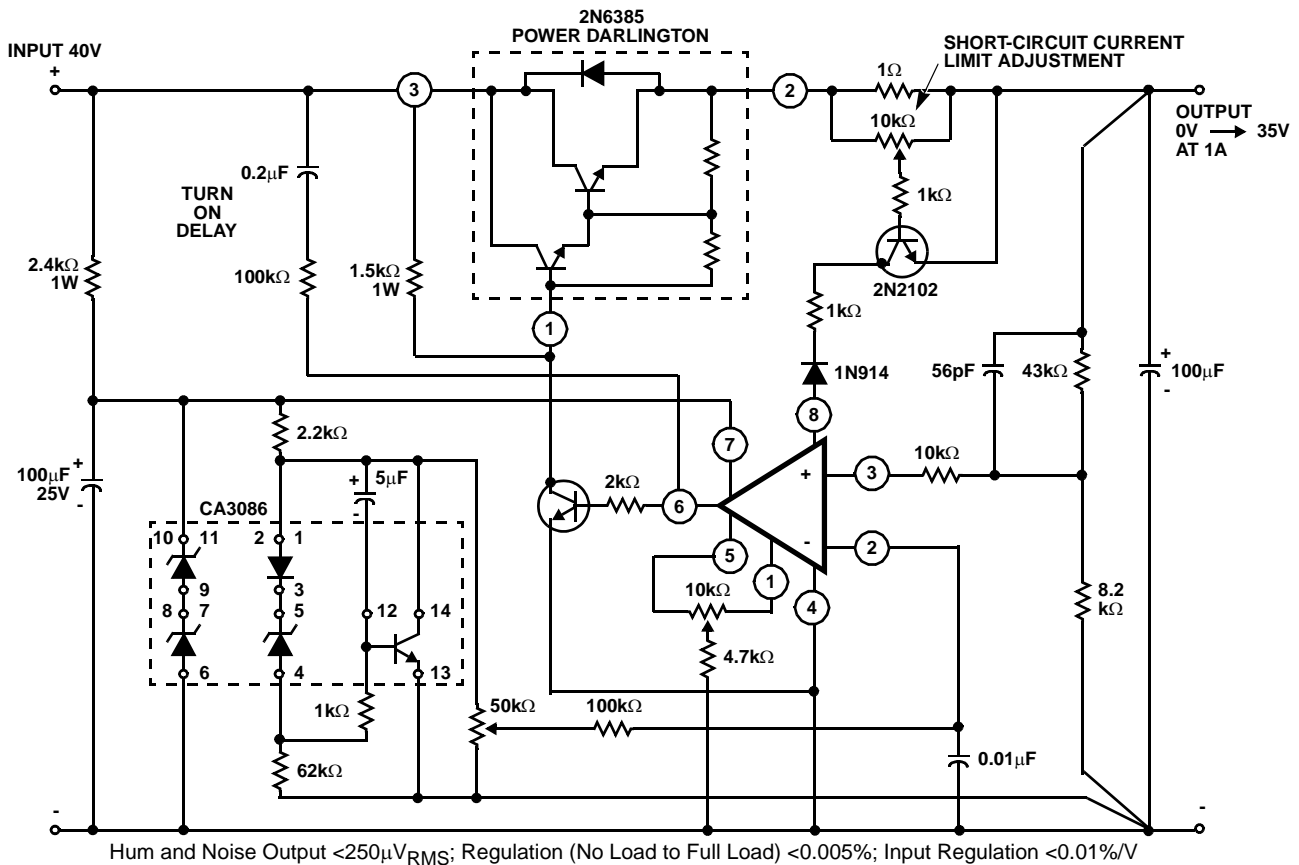 2N6385
POWER DARLINGTON
INPUT 40V
+
3
2
SHORT-CIRCUIT CURRENT
LIMIT ADJUSTMENT
1Ω
10kΩ
1kΩ
2N2102
OUTPUT
0V → 35V
AT 1A
0.2μF
TURN
ON
DELAY
2.4kΩ
1W
100kΩ
1.5kΩ
1W
1
1kΩ
1N914
8
56pF
43kΩ
+
100μF
-
2.2kΩ
7
100μF
25V
+
-
5μF
+
-
2kΩ
6
+
3
10kΩ
-
2
5
1
4
10kΩ
4.7kΩ
8.2
kΩ
CA3086
10
11
2
1
9
3
8
7
5
12
14
6
4
13
1kΩ
50kΩ
100kΩ
62kΩ
0.01μF
-
-
Hum and Noise Output <250μVRMS; Regulation (No Load to Full Load) <0.005%; Input Regulation <0.01%/V